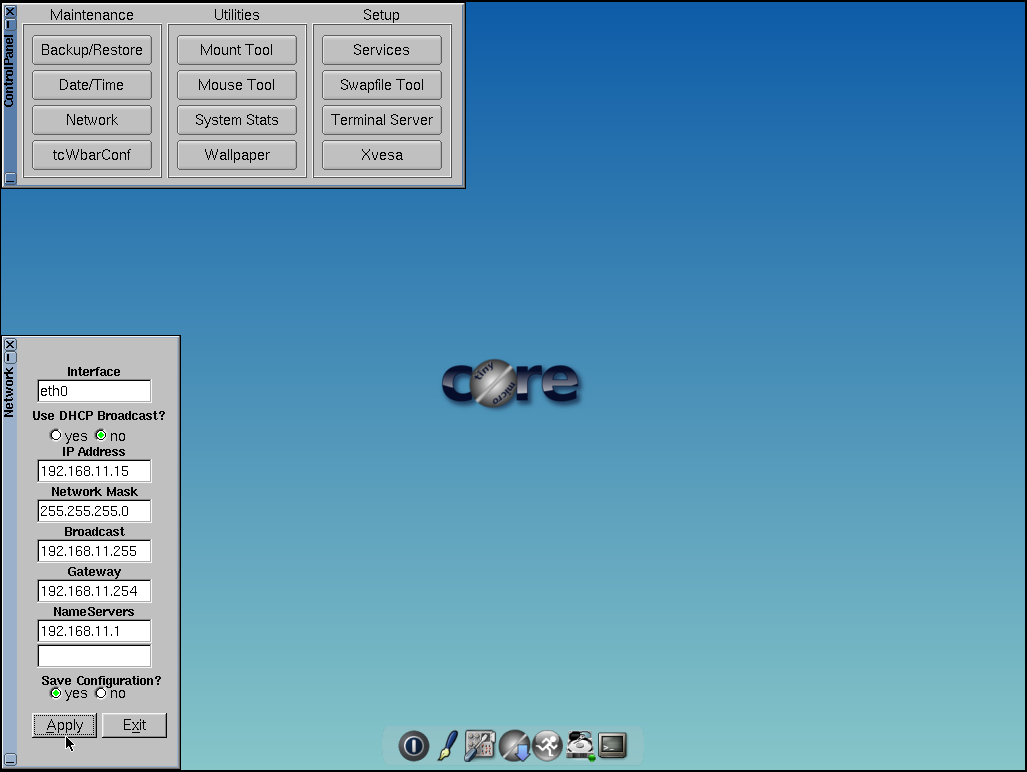 ControlPanel
Maintenance Utilities Setup
Backup/Restore Mount Tool Services
Date/Time Mouse Tool Swapfile Tool
Network System Stats Terminal Server
tcWbarConf Wallpaper Xvesa
Network
Interface
eth0
Use DHCP Broadcast?
yes no
IP Address
192.168.11.15
Network Mask
255.255.255.0
Broadcast
192.168.11.255
Gateway
192.168.11.254
NameServers
192.168.11.1
Save Configuration?
yes no
Apply Exit
core
tiny
micro